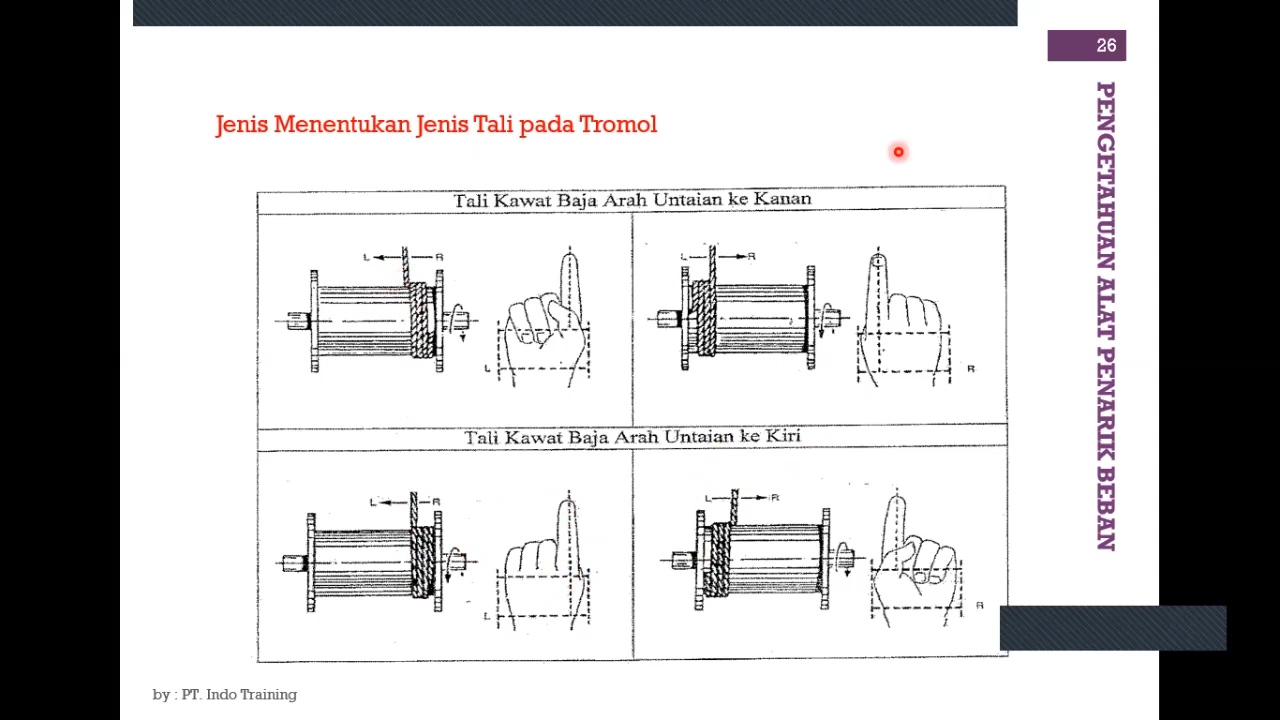 26
PENGETAHUAN ALAT PENARIK BEBAN
Jenis Menentukan Jenis Tali pada Tromol
Tali Kawat Baja Arah Untaian ke Kanan
L R
L R
L
R
Tali Kawat Baja Arah Untaian ke Kiri
L R
L R
L
R
by : PT. Indo Training